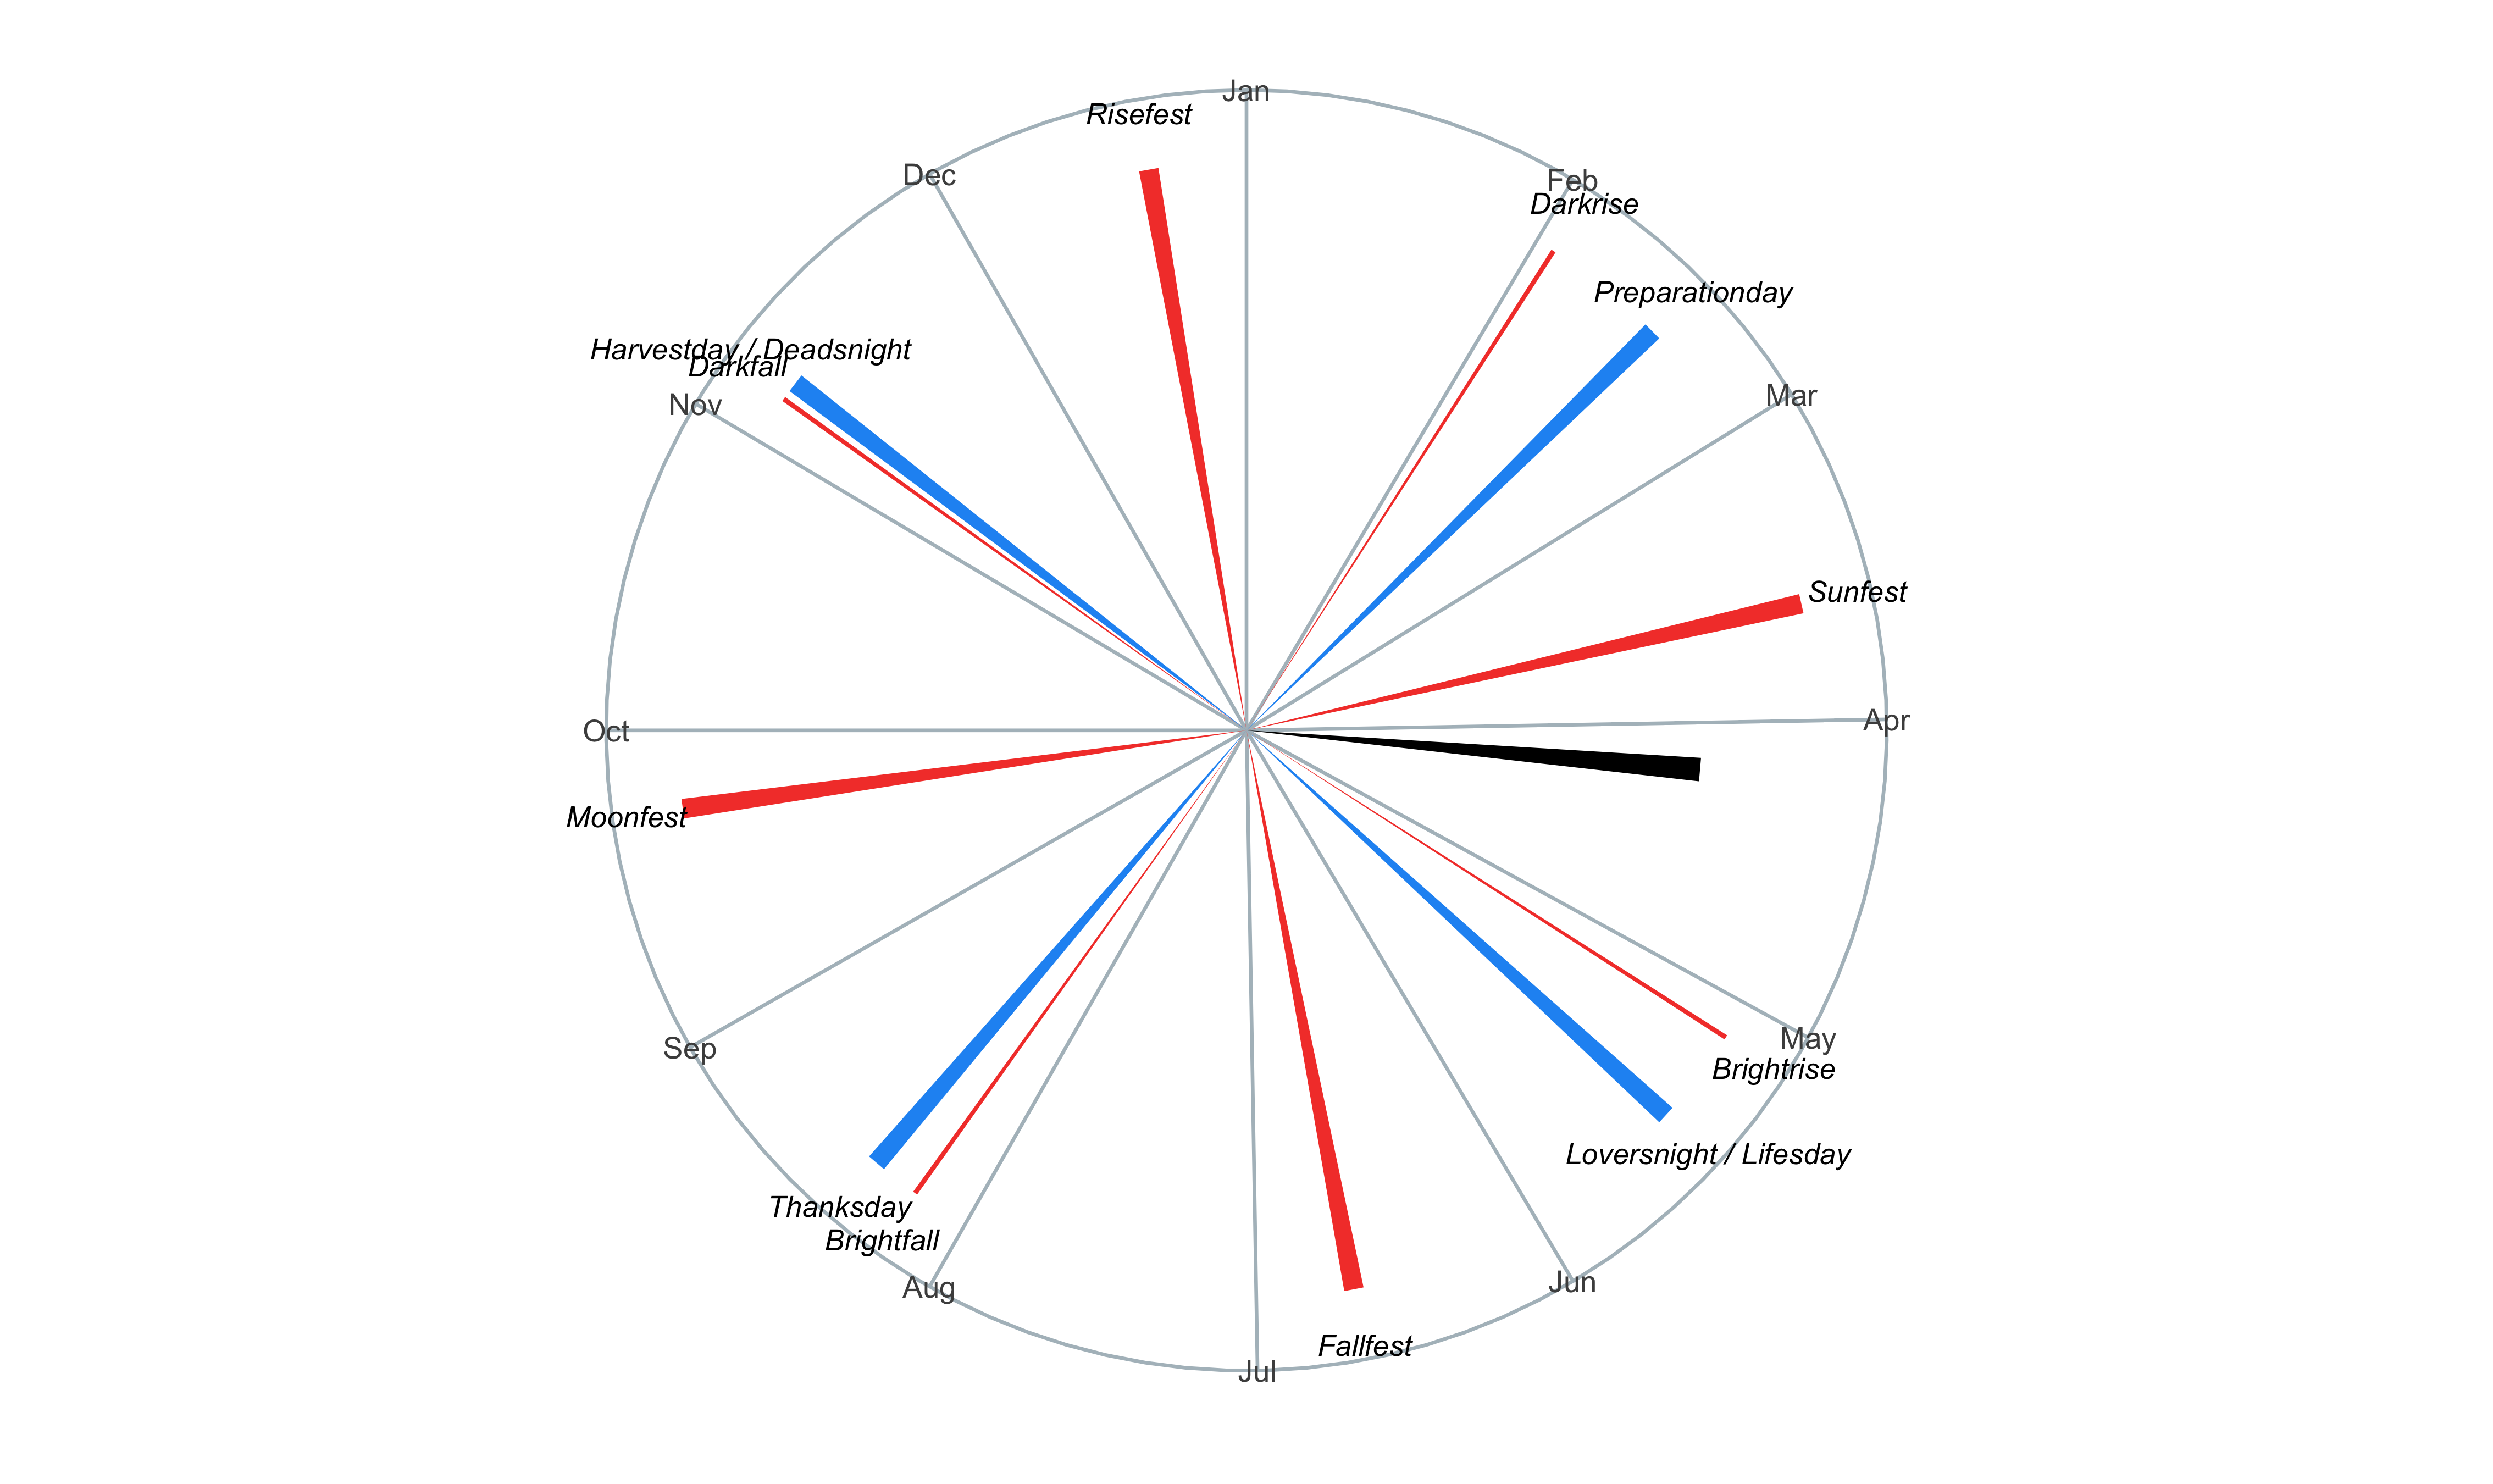 Jan
Risefest
Dec
Feb
Darkrise
Preparationday
Harvestday / Deadsnight
Darkfall
Mar
Nov
Sunfest
Apr
Oct
Moonfest
May
Sep
Brightrise
Loversnight / Lifesday
Thanksday
Brightfall
Jun
Aug
Fallfest
Jul